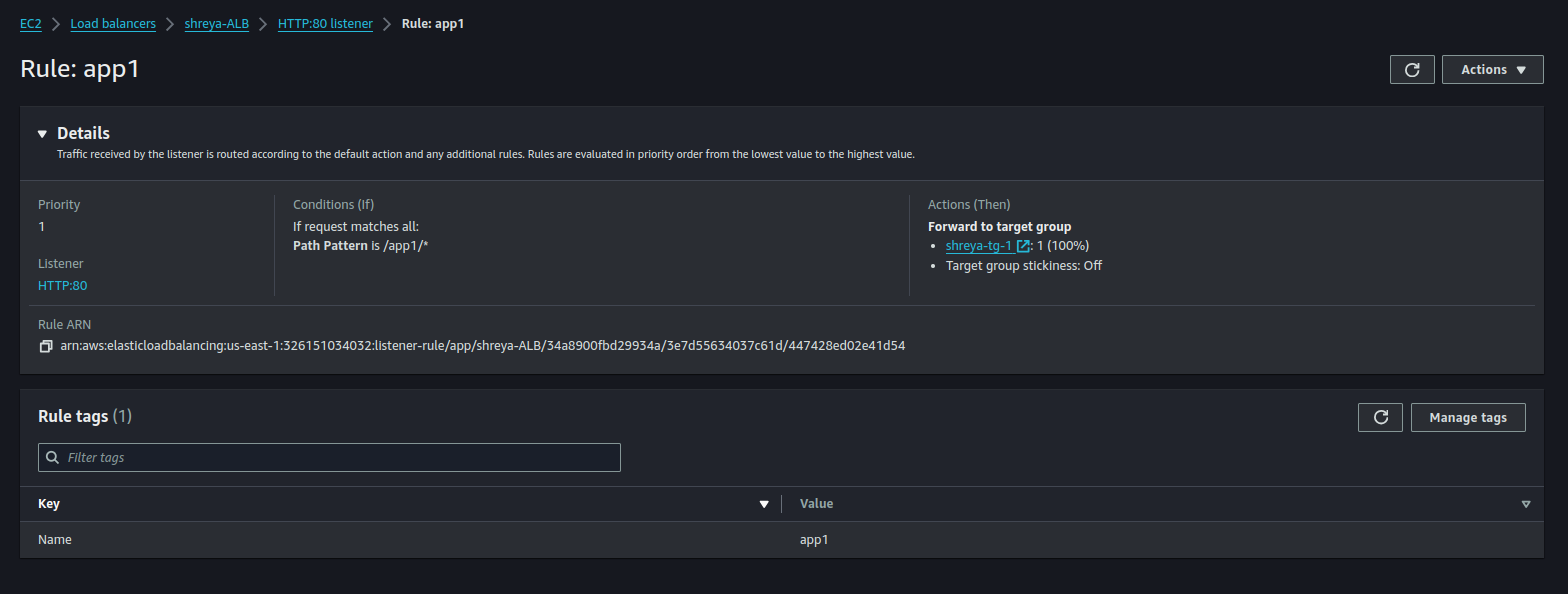 EC2 > Load balancers > shreya-ALB > HTTP:80 listener > Rule: app1
Rule: app1
Actions
Details
Traffic received by the listener is routed according to the default action and any additional rules. Rules are evaluated in priority order from the lowest value to the highest value.
Priority
1
Listener
HTTP:80
Conditions (If)
If request matches all:
Path Pattern is /app1/*
Actions (Then)
Forward to target group
• shreya-tg-1: 1 (100%)
• Target group stickiness: Off
Rule ARN
arn:aws:elasticloadbalancing:us-east-1:326151034032:listener-rule/app/shreya-ALB/34a8900fbd29934a/3e7d55634037c61d/447428ed02e41d54
Rule tags (1)
Manage tags
Filter tags
Key Value
Name app1